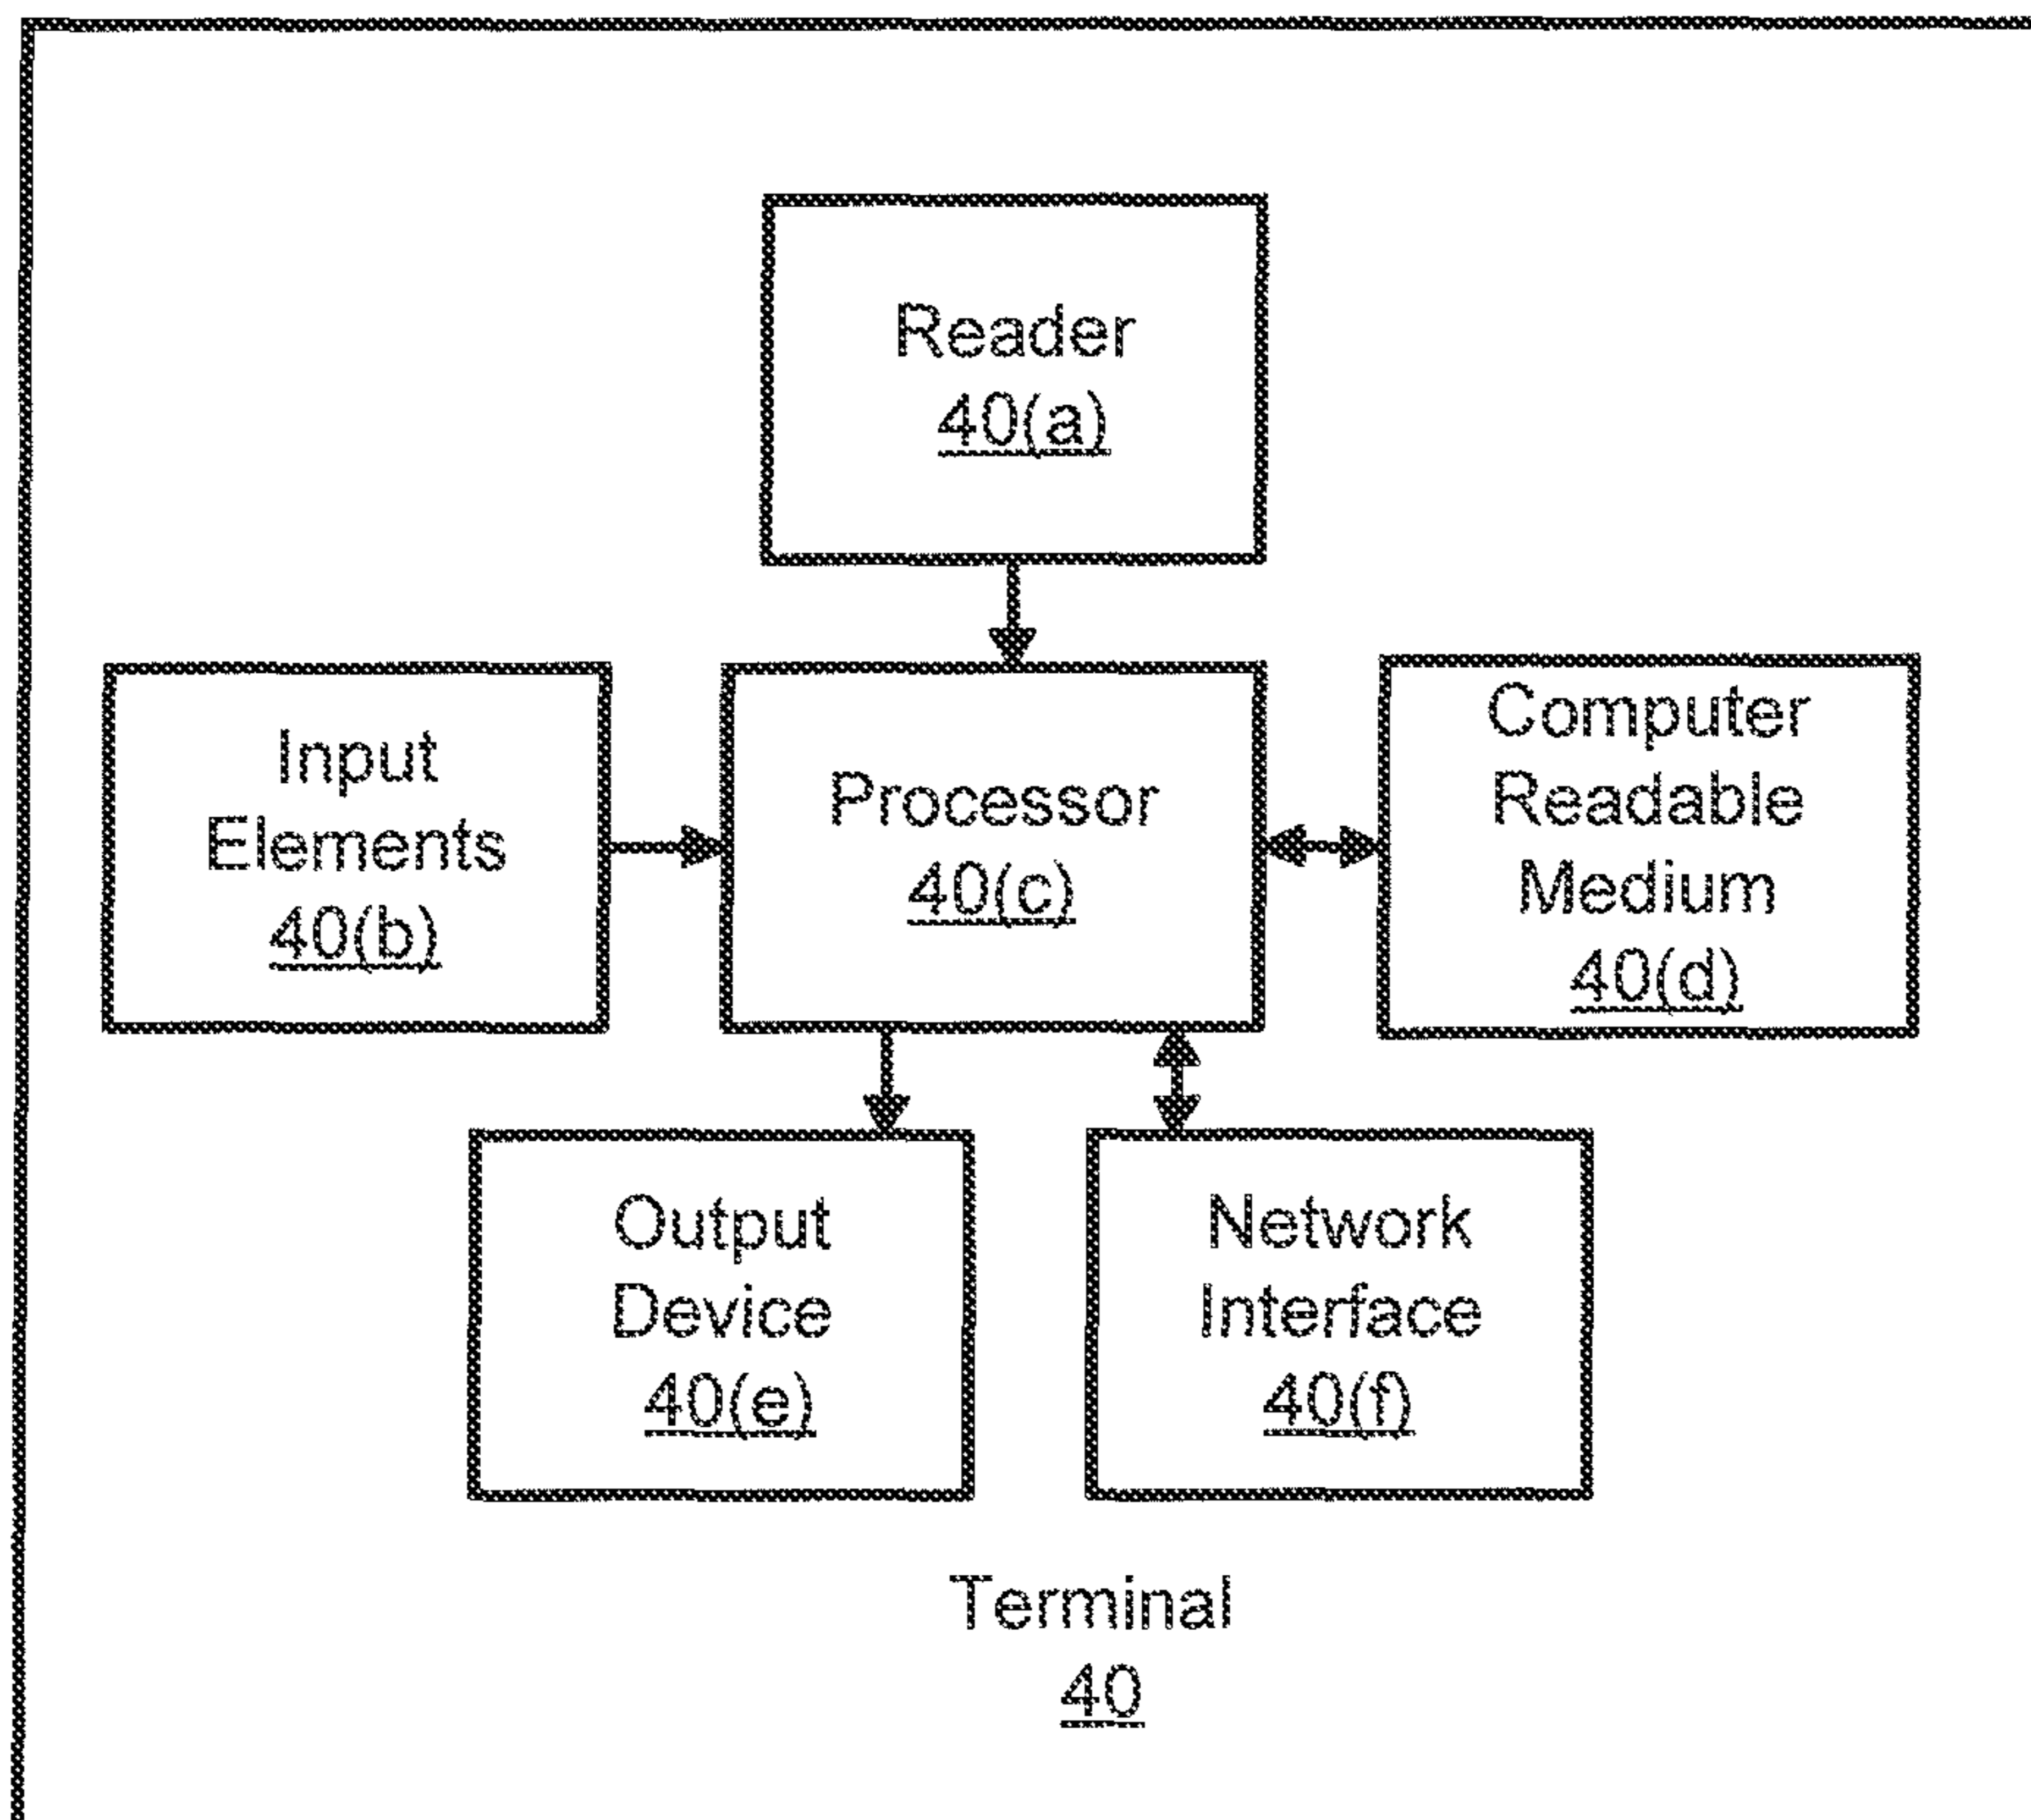 Reader
40(a)
Input
Elements
40(b)
Processor
40(c)
Computer
Readable
Medium
40(d)
Output
Device
40(e)
Network
Interface
40(f)
Terminal
40